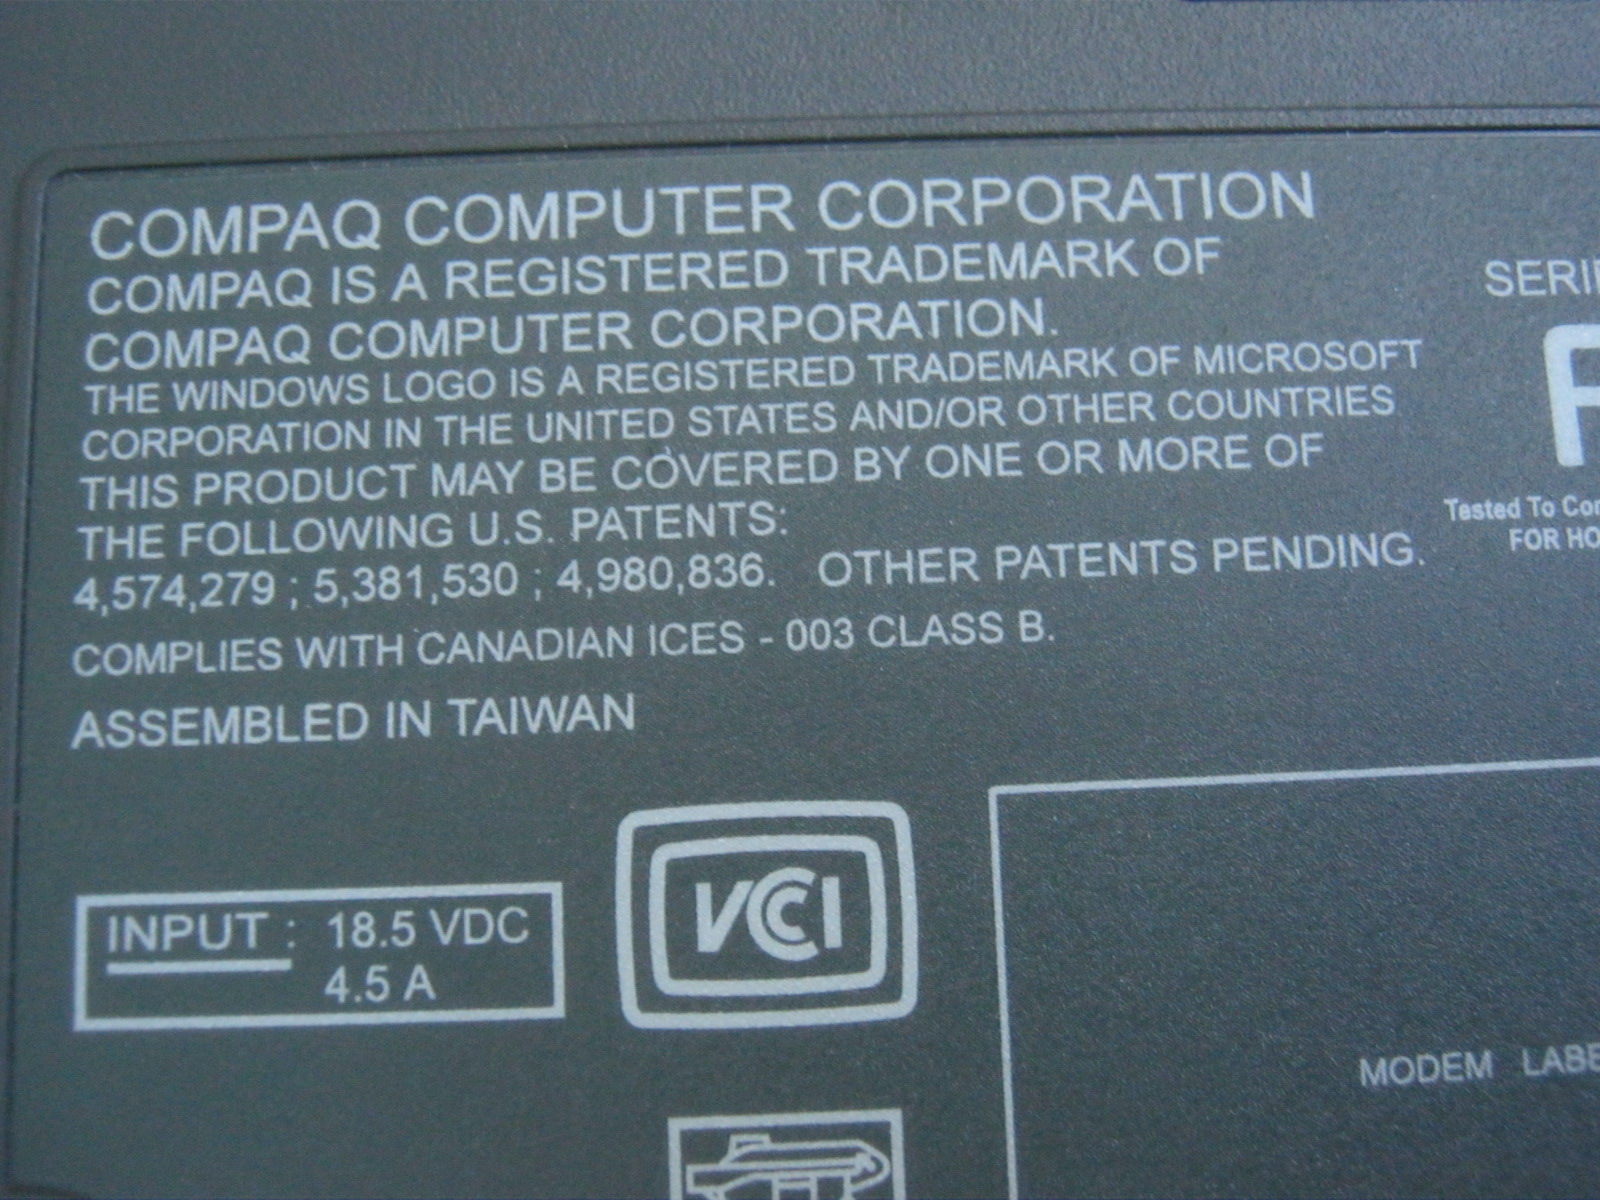 COMPAQ COMPUTER CORPORATION
COMPAQ IS A REGISTERED TRADEMARK OF
COMPAQ COMPUTER CORPORATION.
THE WINDOWS LOGO IS A REGISTERED TRADEMARK OF MICROSOFT
CORPORATION IN THE UNITED STATES AND/OR OTHER COUNTRIES
THIS PRODUCT MAY BE COVERED BY ONE OR MORE OF
THE FOLLOWING U.S. PATENTS:
4,574,279 ; 5,381,530 ; 4,980,836. OTHER PATENTS PENDING.
COMPLIES WITH CANADIAN ICES - 003 CLASS B.
ASSEMBLED IN TAIWAN
INPUT : 18.5 VDC
4.5 A
VCCI
Tested To
FOR
MODEM